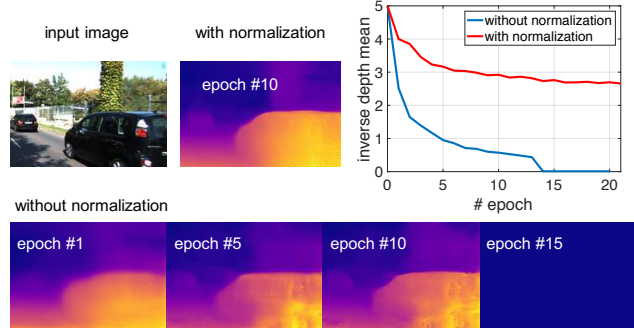 input image
with normalization
epoch #10
without normalization
with normalization
inverse depth mean
5
4
3
2
1
0
0
5
10
15
20
# epoch
without normalization
epoch #1
epoch #5
epoch #10
epoch #15